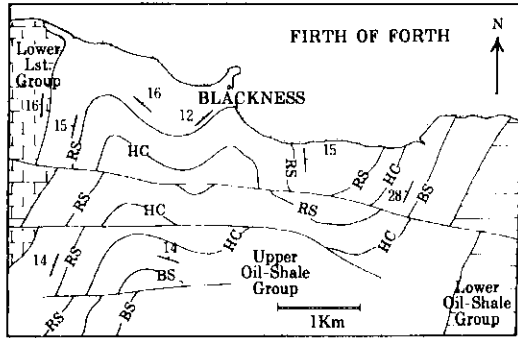 FIRTH OF FORTH
N
Lower
Lst.
Group
16
16
12
BLACKNESS
15
15
RS
HC
RS
RS
HC
28
BS
RS
HC
RS
HC
HC
14
14
RS
BS
Upper
Oil-Shale
Group
Lower
Oil-Shale
Group
RS
BS
1Km